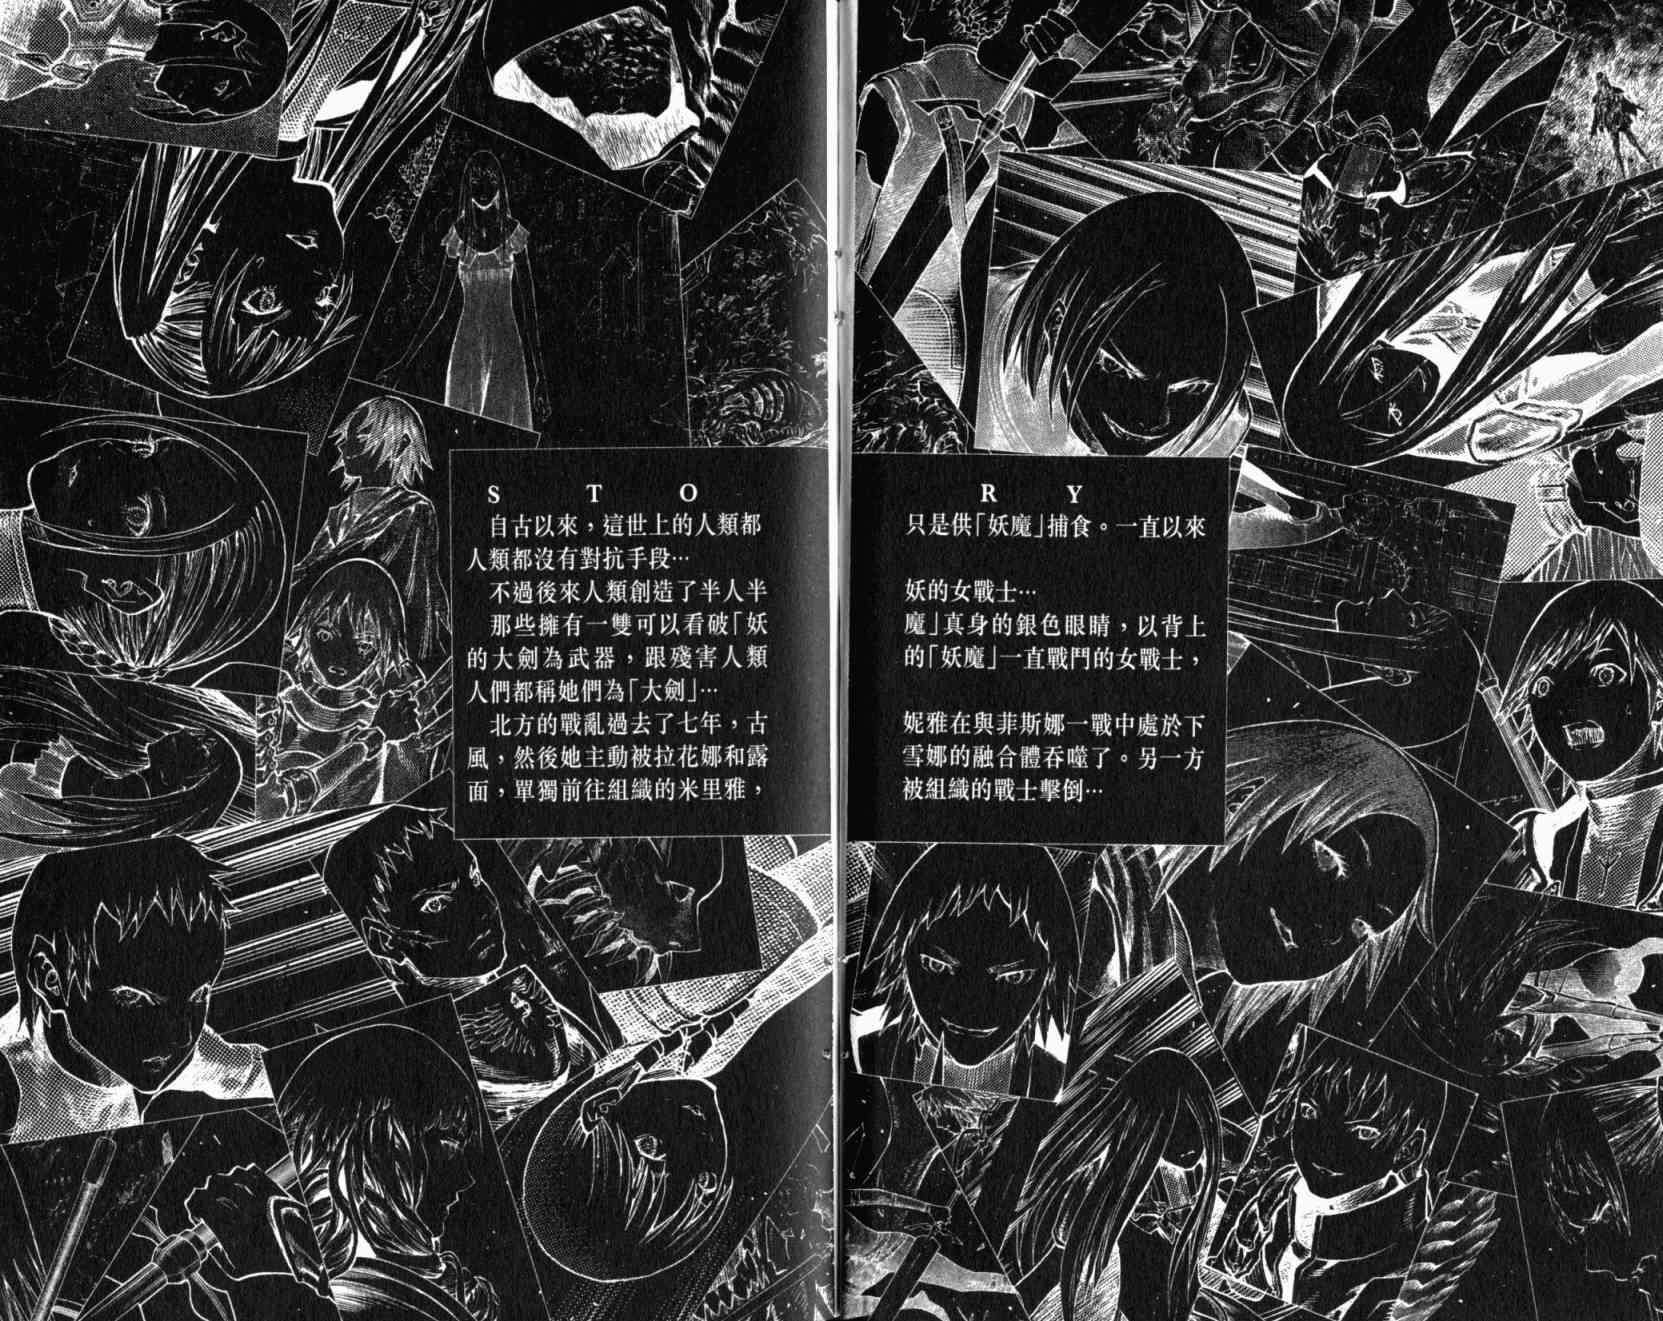 STORY
自古以來，這世上的人類都只是供「妖魔」捕食。一直以來
人類都沒有對抗手段…
不過後來人類創造了半人半妖的女戰士…
那些擁有一雙可以看破「妖魔」真身的銀色眼睛，以背上
的大劍為武器，跟殘害人類的「妖魔」一直戰鬥的女戰士，
人們都稱她們為「大劍」…
北方的戰亂過去了七年，古妮雅在與菲斯娜一戰中處於下
風，然後她主動被拉花娜和露雪娜的融合體吞噬了。另一方
面，單獨前往組織的米里雅，被組織的戰士擊倒…